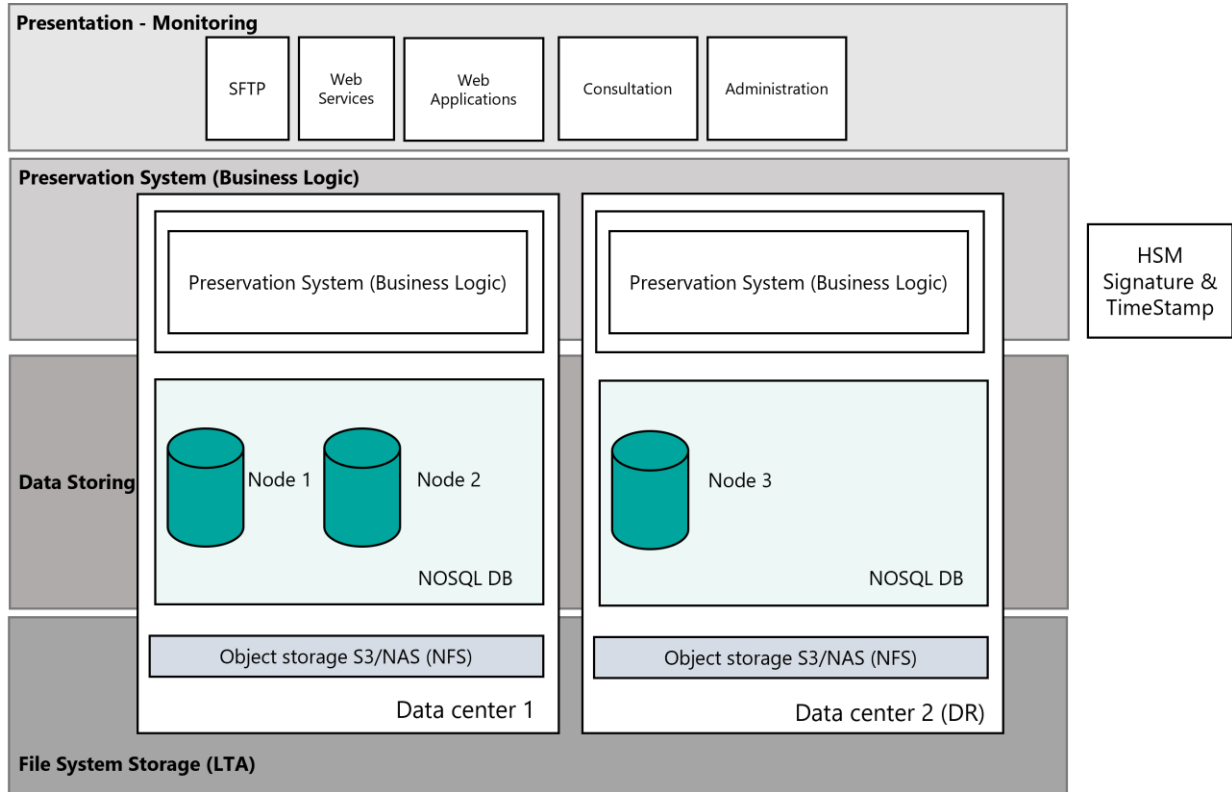 Presentation - Monitoring
SFTP
Web
Services
Web
Applications
Consultation
Administration
Preservation System (Business Logic)
Preservation System (Business Logic)
Preservation System (Business Logic)
HSM
Signature &
TimeStamp
Data Storing
Node 1
Node 2
NOSQL DB
Node 3
NOSQL DB
Object storage S3/NAS (NFS)
Object storage S3/NAS (NFS)
Data center 1
Data center 2 (DR)
File System Storage (LTA)